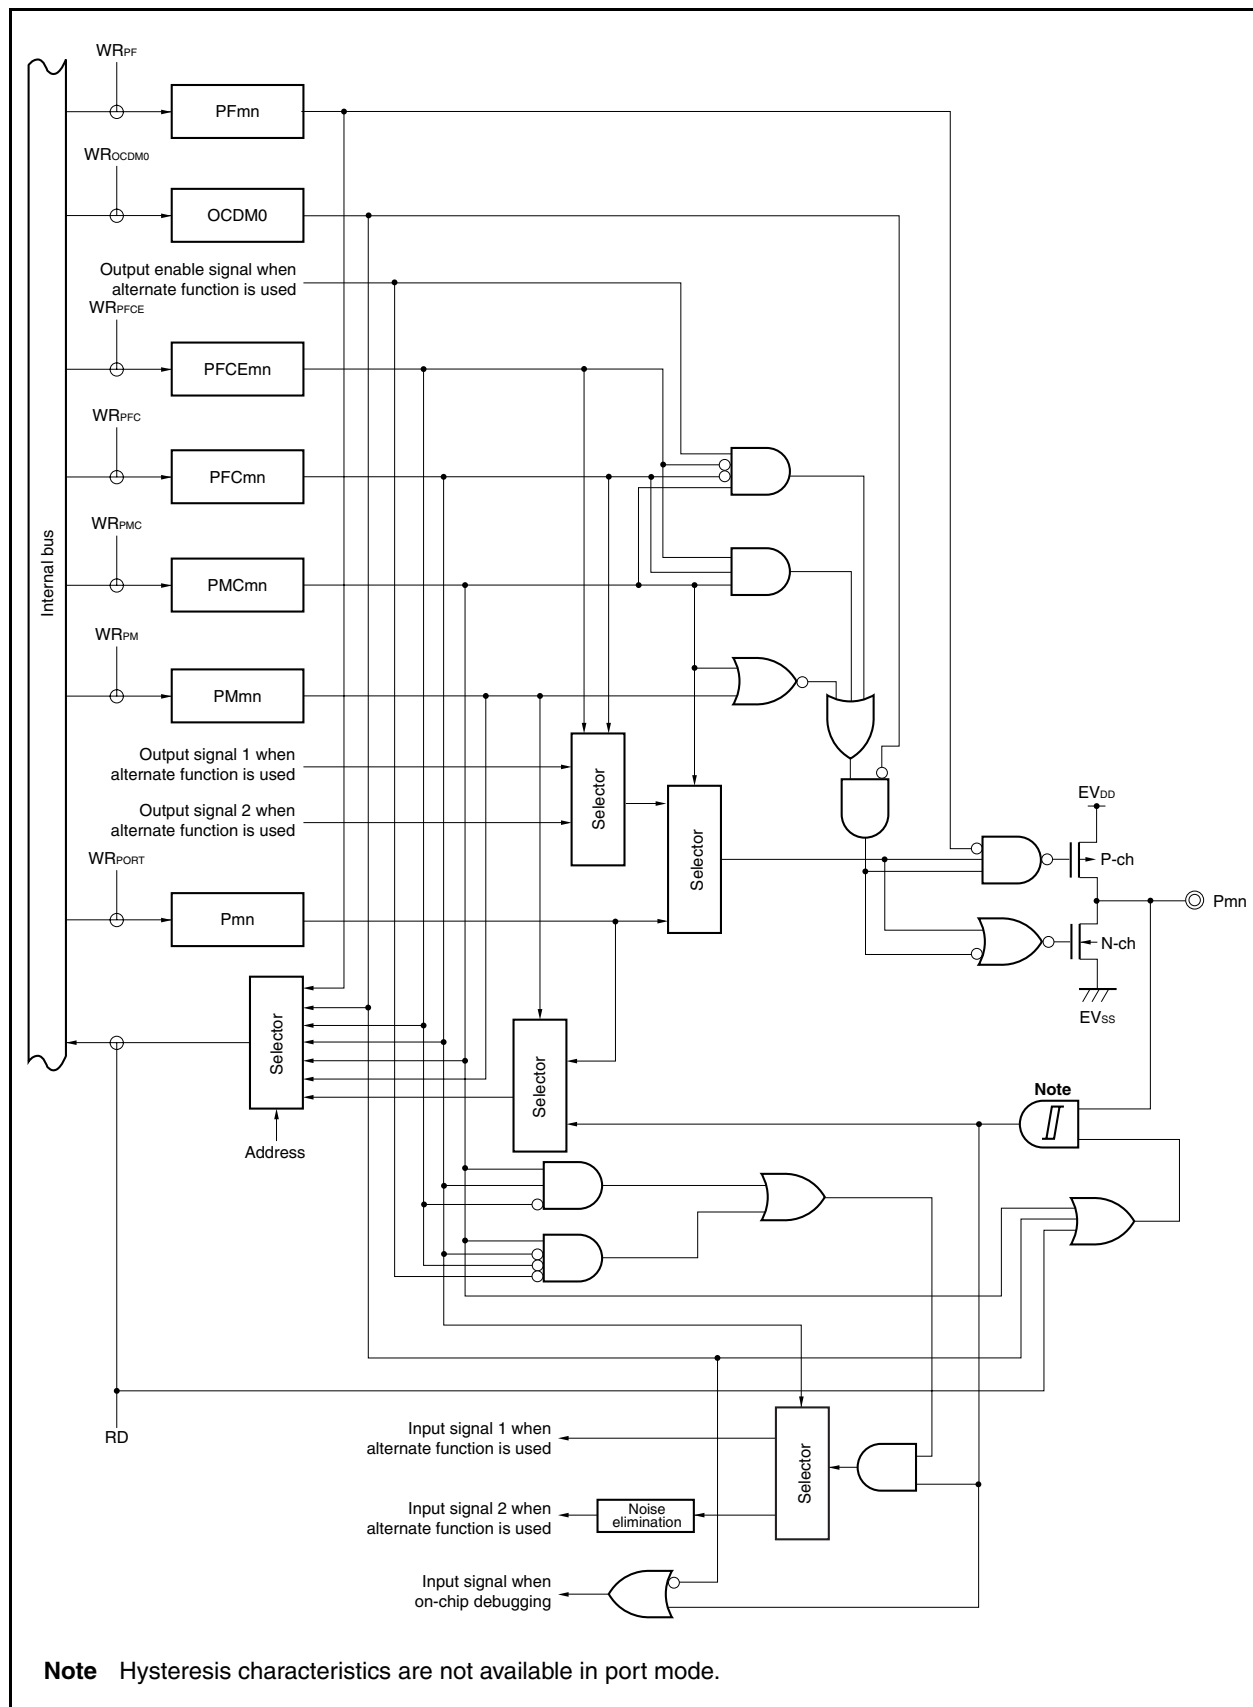 WRPF
PFmn
WROCDM0
OCDM0
Output enable signal when
alternate function is used
WRPFCE
PFCEmn
WRPFC
PFCmn
Internal bus
WRPMC
PMCmn
WRPM
PMmn
Output signal 1 when
alternate function is used
Output signal 2 when
alternate function is used
Selector
Selector
EVDD
P-ch
WRPORT
Pmn
Pmn
N-ch
EVSS
Selector
Selector
Address
Note
RD
Input signal 1 when
alternate function is used
Selector
Input signal 2 when
alternate function is used
Noise
elimination
Input signal when
on-chip debugging
Note Hysteresis characteristics are not available in port mode.